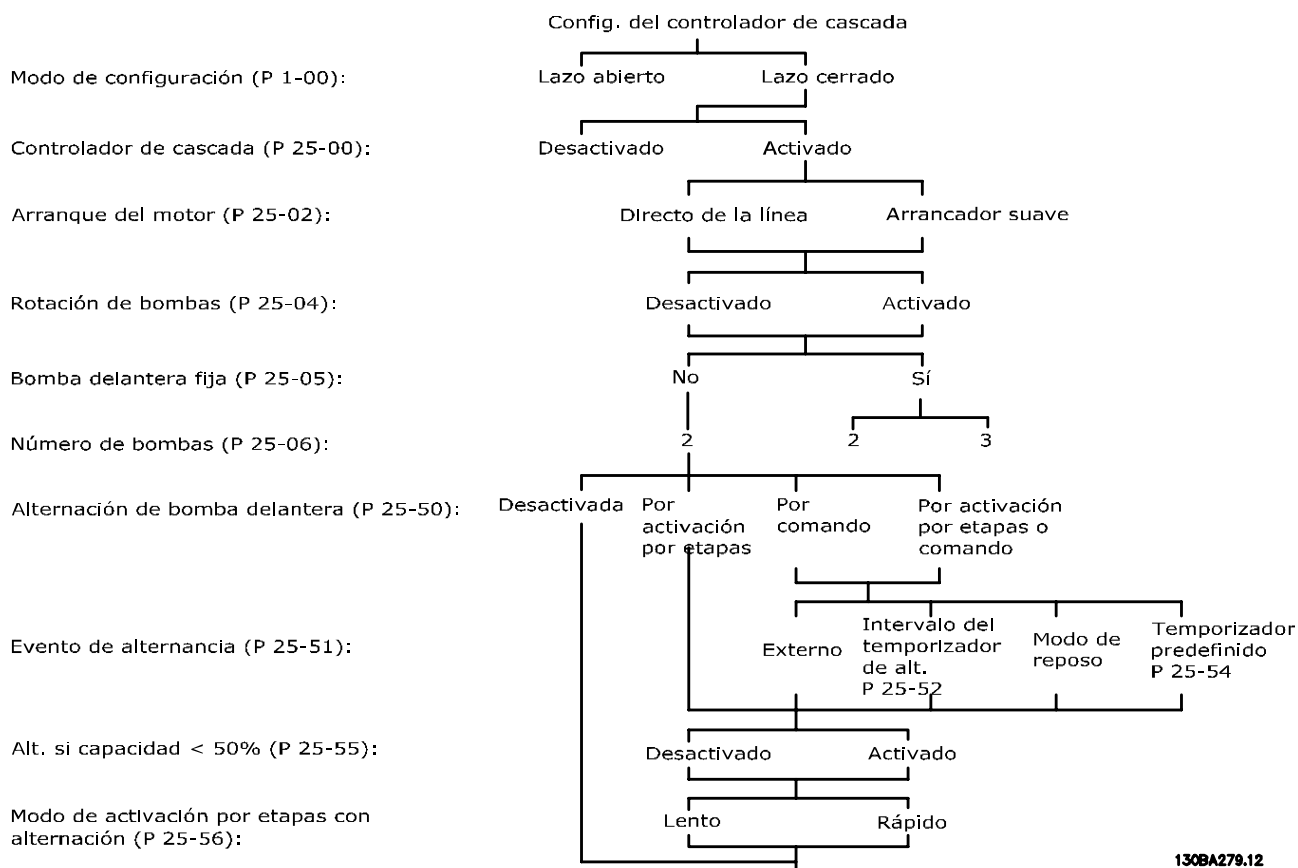 Config. del controlador de cascada
Modo de configuración (P 1-00):
Lazo abierto
Lazo cerrado
Controlador de cascada (P 25-00):
Desactivado
Activado
Arranque del motor (P 25-02):
Directo de la línea
Arrancador suave
Rotación de bombas (P 25-04):
Desactivado
Activado
Bomba delantera fija (P 25-05):
No
Sí
Número de bombas (P 25-06):
2
2
3
Alternación de bomba delantera (P 25-50):
Desactivada
Por
activación
por etapas
Por
comando
Por activación
por etapas o
comando
Evento de alternancia (P 25-51):
Externo
Intervalo del
temporizador
de alt.
P 25-52
Modo de
reposo
Temporizador
predefinido
P 25-54
Alt. si capacidad < 50% (P 25-55):
Desactivado
Activado
Modo de activación por etapas con
alternación (P 25-56):
Lento
Rápido
130BA279.12